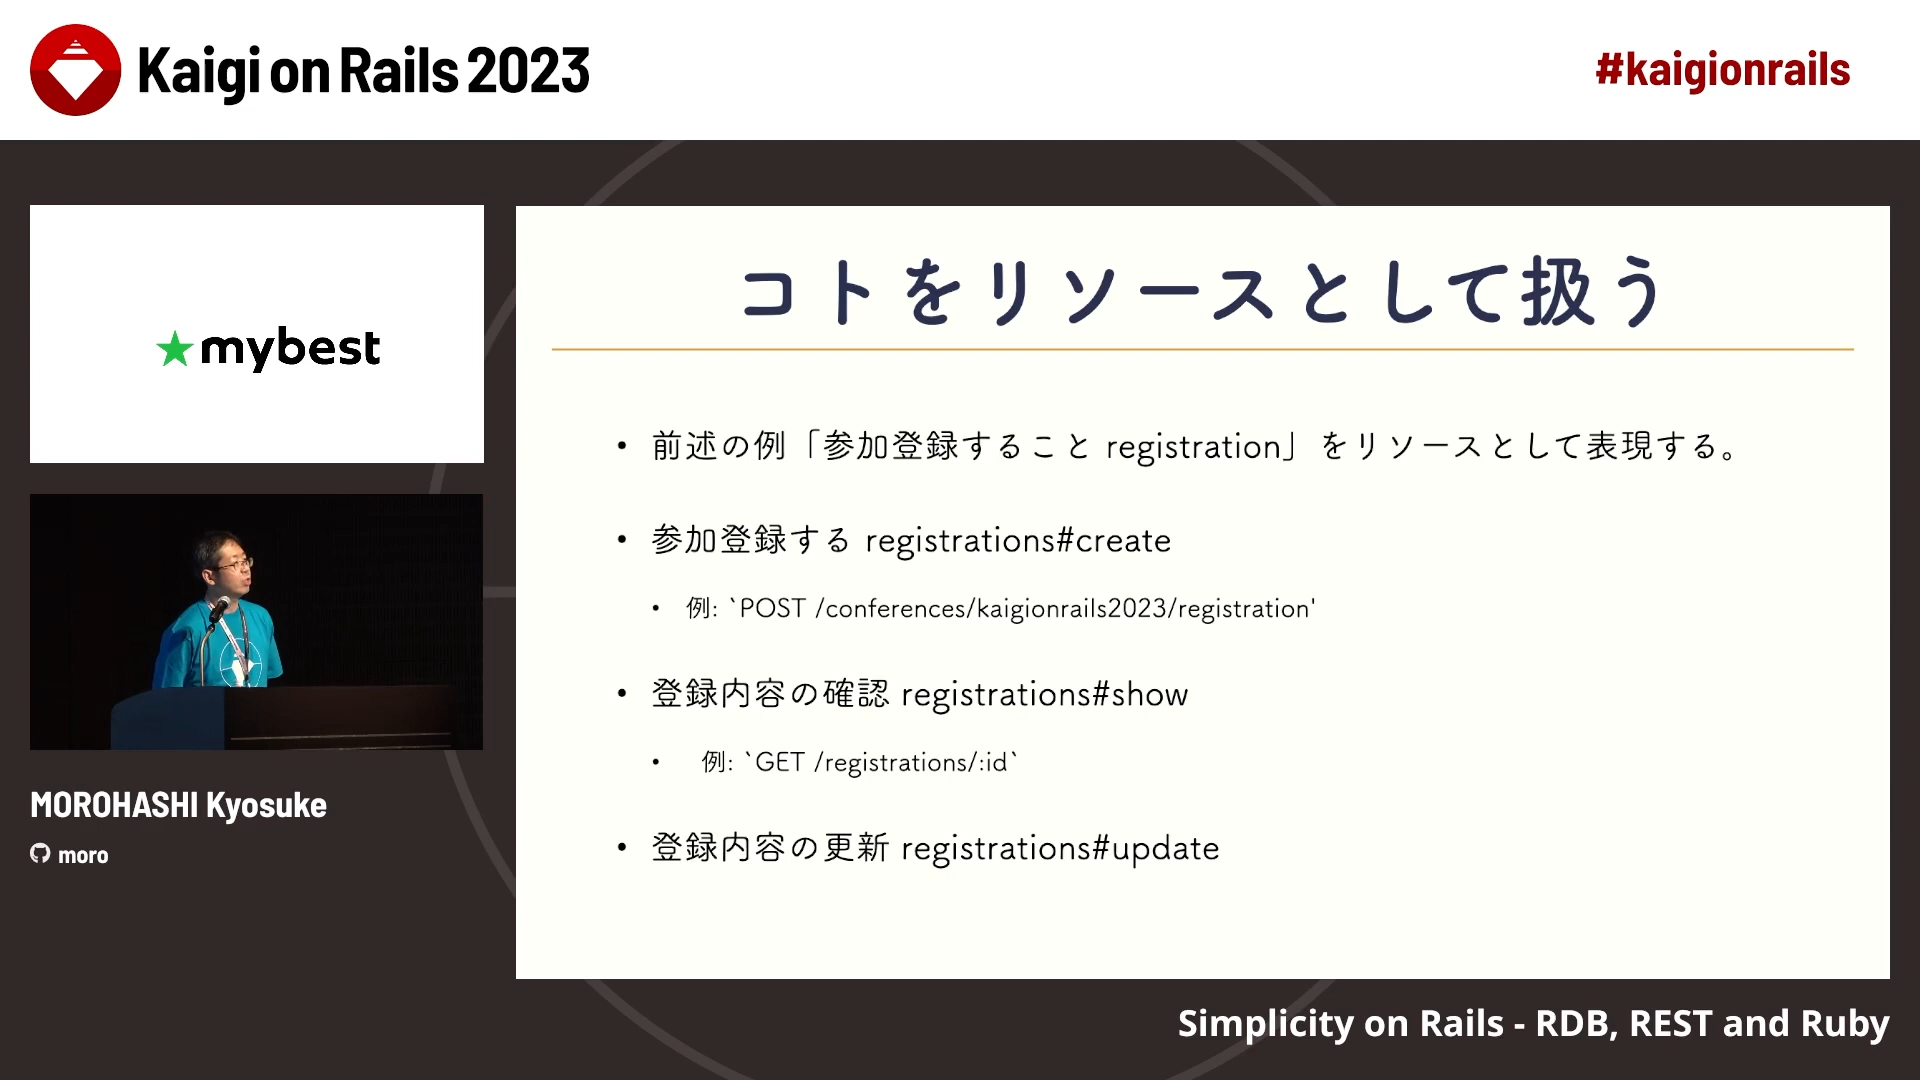 Kaigi on Rails 2023
#kaigionrails
mybest
MOROHASHI Kyosuke
moro
コトをリソースとして扱う
• 前述の例「参加登録すること registration」をリソースとして表現する。
• 参加登録する registrations#create
• 例: `POST /conferences/kaigionrails2023/registration'
• 登録内容の確認 registrations#show
• 例: `GET /registrations/:id`
• 登録内容の更新 registrations#update
Simplicity on Rails - RDB, REST and Ruby